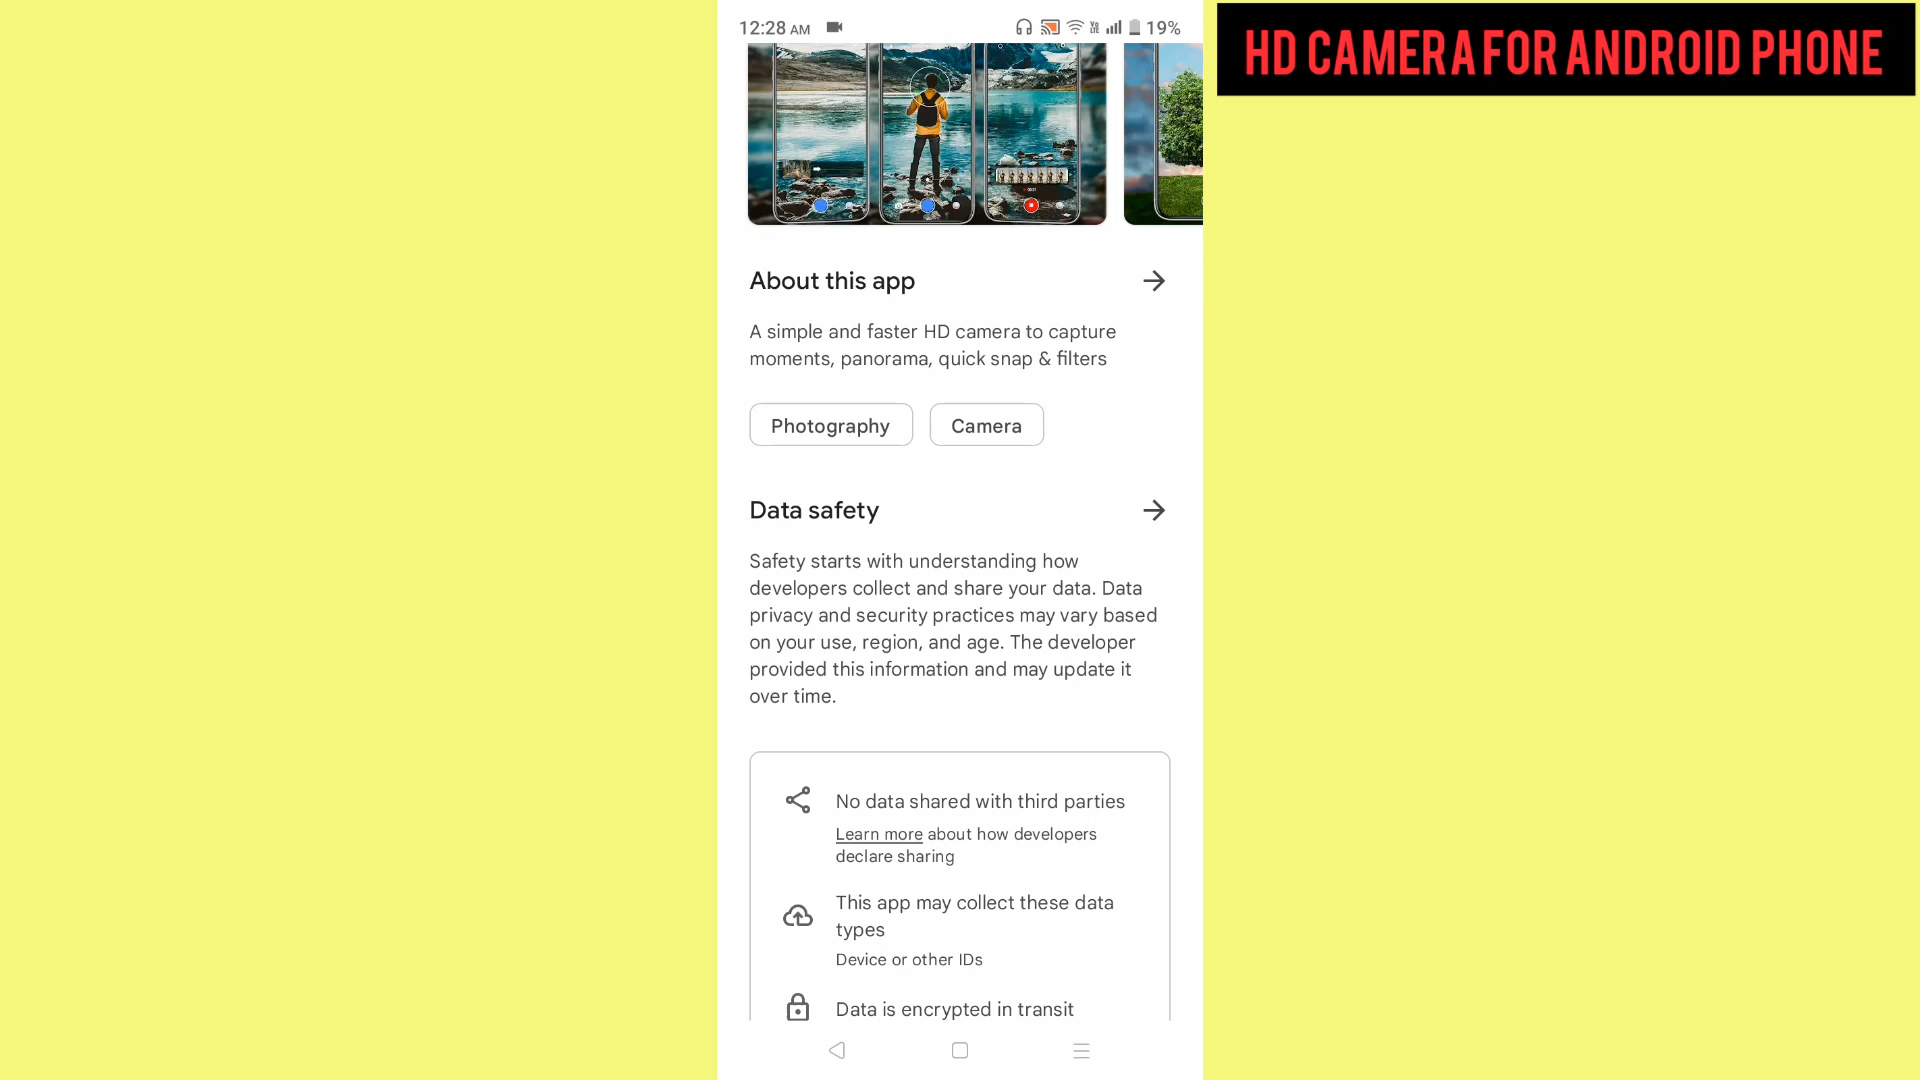 12:28 AM
19%
HD CAMERA FOR ANDROID PHONE
About this app
A simple and faster HD camera to capture
moments, panorama, quick snap & filters
Photography
Camera
Data safety
Safety starts with understanding how
developers collect and share your data. Data
privacy and security practices may vary based
on your use, region, and age. The developer
provided this information and may update it
over time.
No data shared with third parties
Learn more about how developers
declare sharing
This app may collect these data
types
Device or other IDs
Data is encrypted in transit